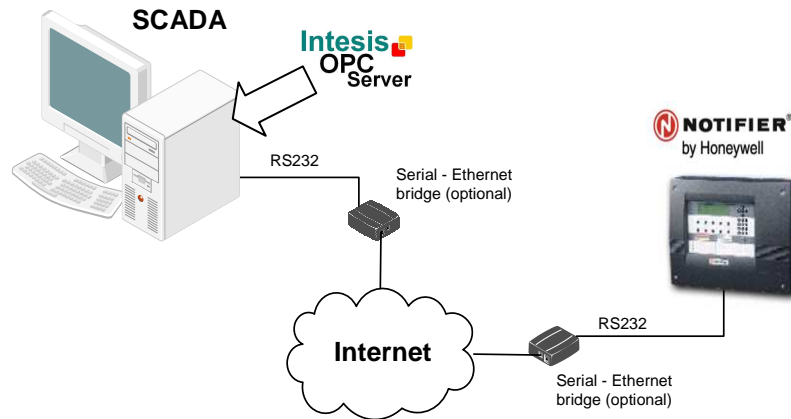 SCADA
Intesis
OPC
Server
RS232
Serial - Ethernet
bridge (optional)
NOTIFIER®
by Honeywell
Internet
RS232
Serial - Ethernet
bridge (optional)